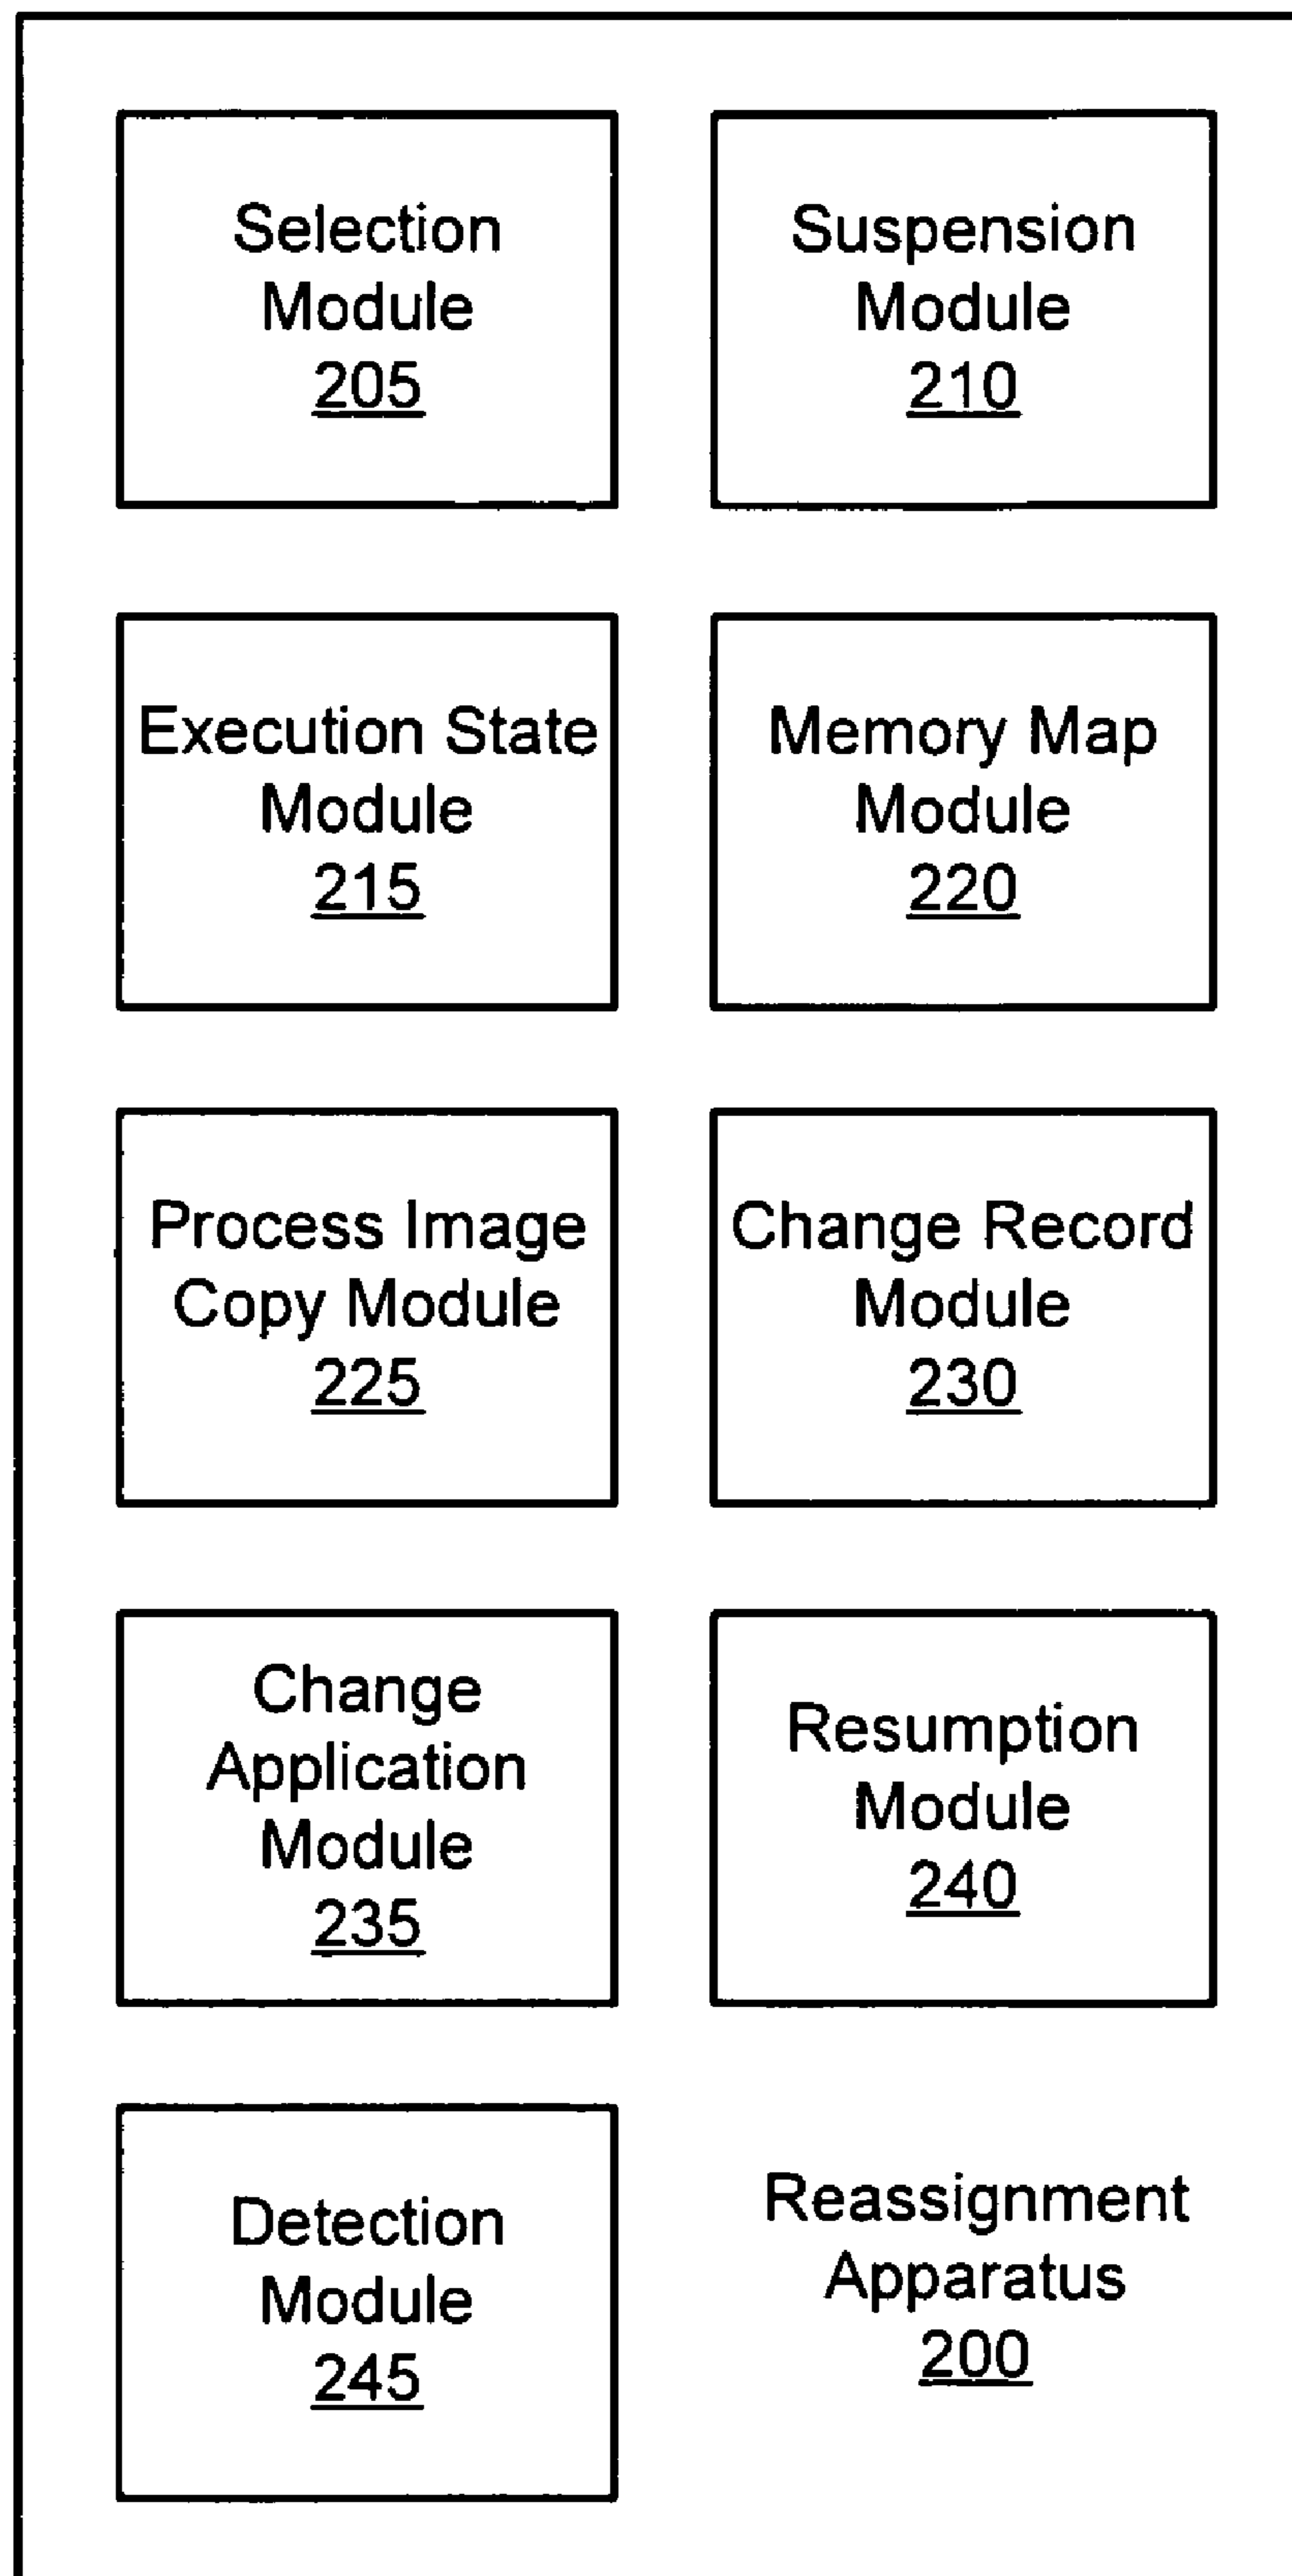 Selection
Module
205
Suspension
Module
210
Execution State
Module
215
Memory Map
Module
220
Process Image
Copy Module
225
Change Record
Module
230
Change
Application
Module
235
Resumption
Module
240
Detection
Module
245
Reassignment
Apparatus
200